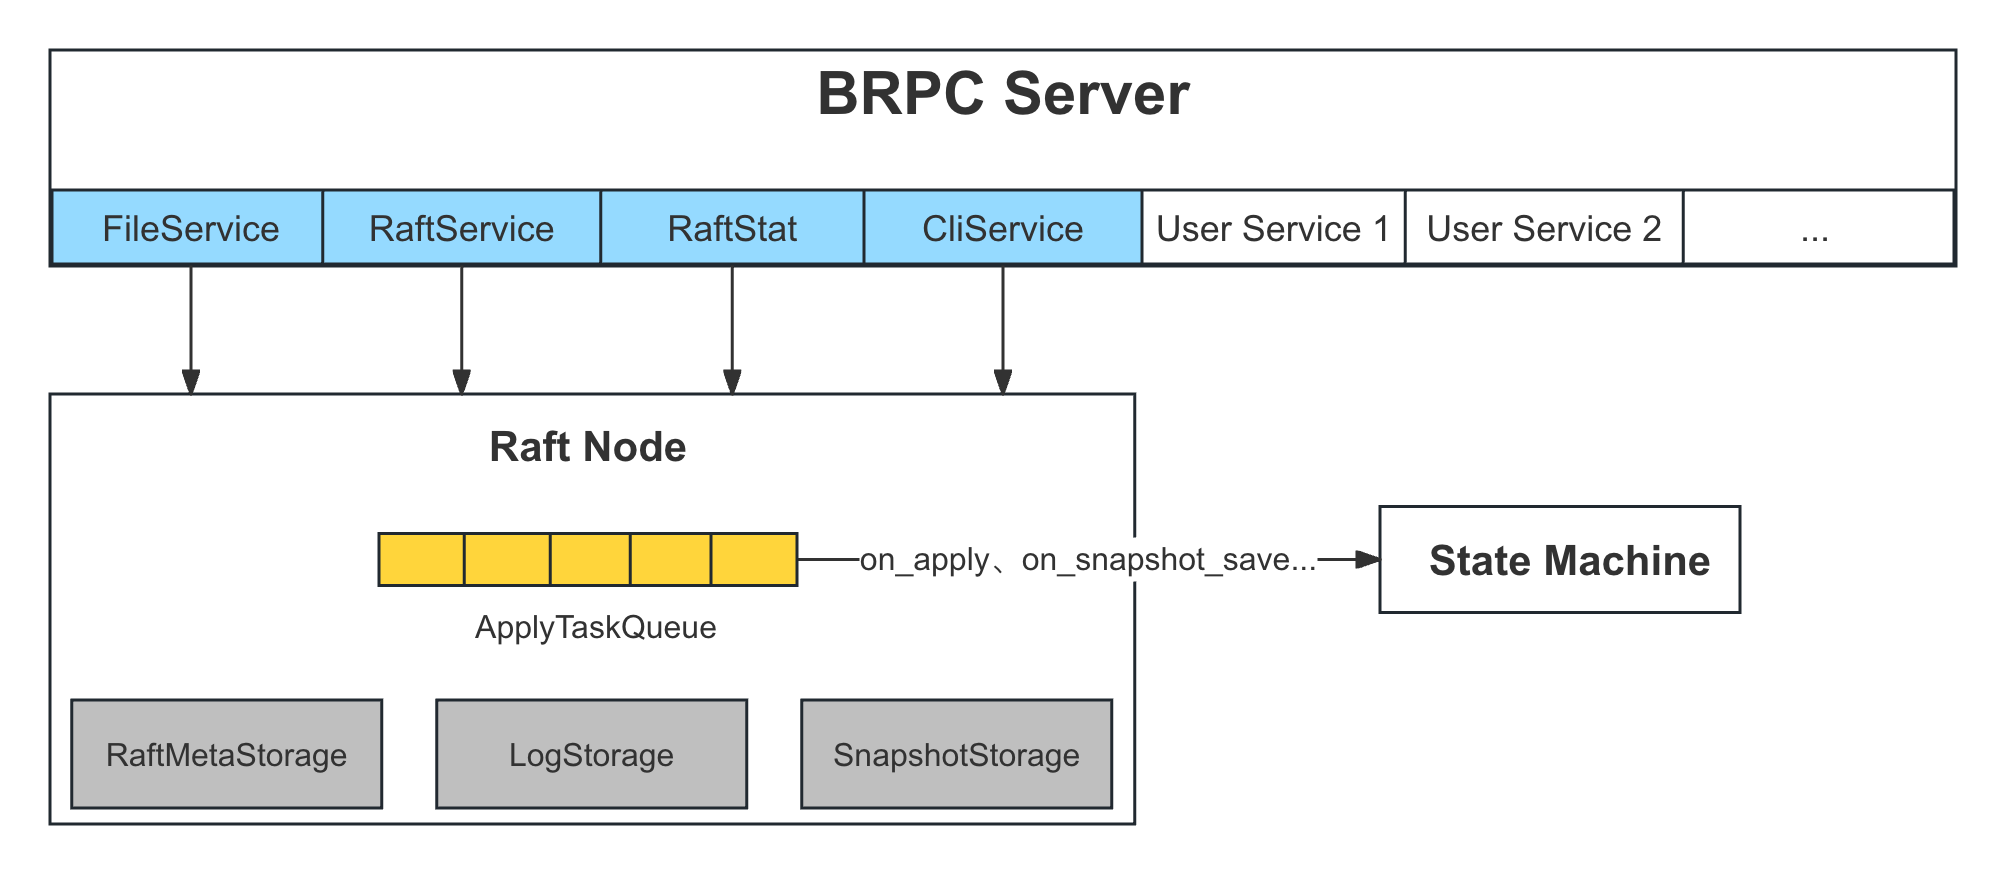 BRPC Server
FileService
RaftService
RaftStat
CliService
User Service 1
User Service 2
...
Raft Node
on_apply、on_snapshot_save...
State Machine
ApplyTaskQueue
RaftMetaStorage
LogStorage
SnapshotStorage